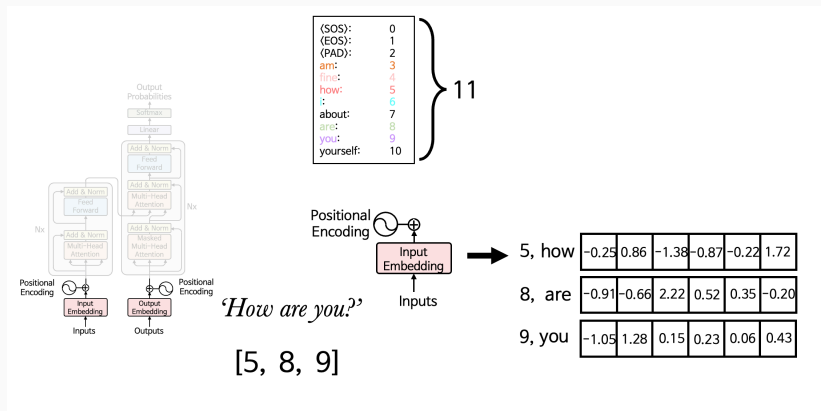 ⟨SOS⟩: 0
⟨EOS⟩: 1
⟨PAD⟩: 2
am: 3
fine: 4
how: 5
i: 6
about: 7
are: 8
you: 9
yourself: 10
11
Output
Probabilities
Softmax
Linear
Add & Norm
Feed
Forward
Add & Norm
Multi-Head
Attention
Add & Norm
Masked
Multi-Head
Attention
Nx
Add & Norm
Feed
Forward
Add & Norm
Multi-Head
Attention
Nx
Positional
Encoding
Input
Embedding
Inputs
Positional
Encoding
Output
Embedding
Outputs
‘How are you?’
[5, 8, 9]
Positional
Encoding
Input
Embedding
Inputs
5, how −0.25 0.86 −1.38 −0.87 −0.22 1.72
8, are −0.91 −0.66 2.22 0.52 0.35 −0.20
9, you −1.05 1.28 0.15 0.23 0.06 0.43